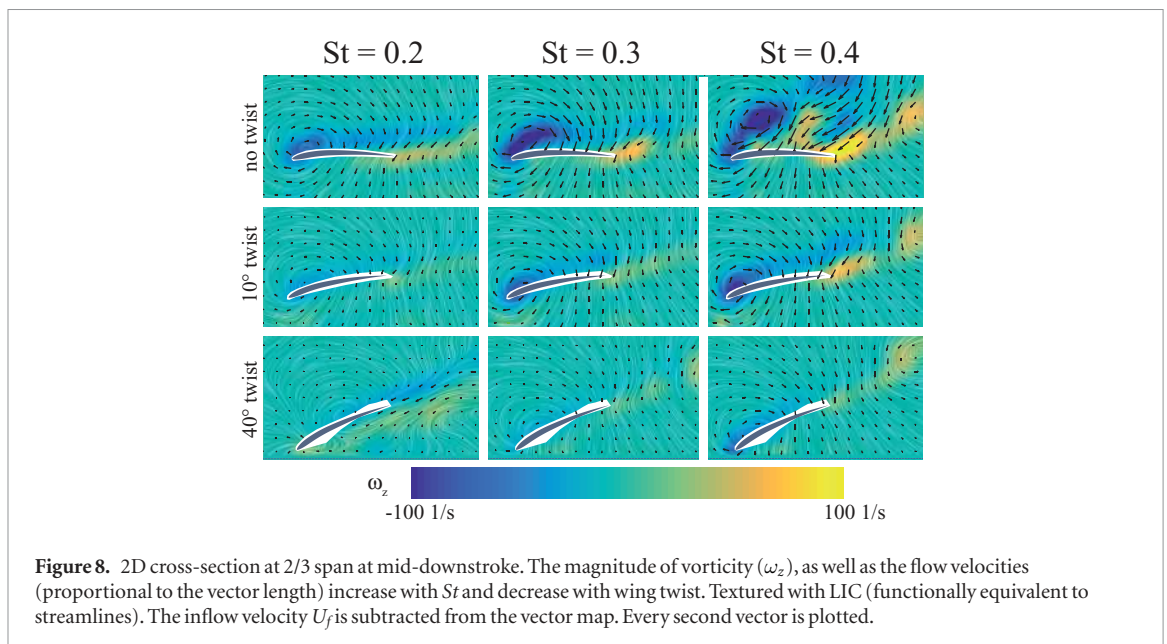 St = 0.2 St = 0.3 St = 0.4
no twist
10° twist
40° twist
ω_z
-100 1/s 100 1/s
Figure 8. 2D cross-section at 2/3 span at mid-downstroke. The magnitude of vorticity (ω_z), as well as the flow velocities
(proportional to the vector length) increase with St and decrease with wing twist. Textured with LIC (functionally equivalent to
streamlines). The inflow velocity U_f is subtracted from the vector map. Every second vector is plotted.